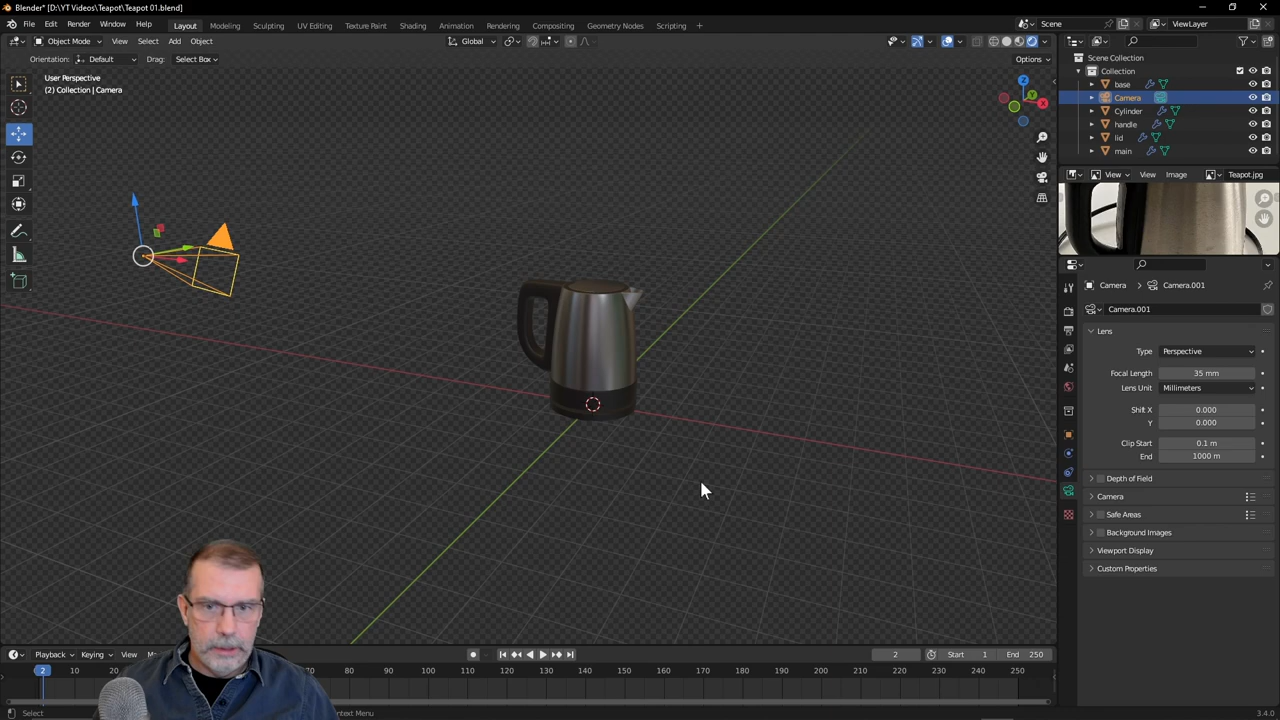 Blender* [D:\YT Videos\Teapot\Teapot 01.blend]
File Edit Render Window Help Layout Modeling Sculpting UV Editing Texture Paint Shading Animation Rendering Compositing Geometry Nodes Scripting + Scene ViewLayer
Object Mode View Select Add Object Global
Orientation: Default Drag: Select Box Options
User Perspective
(2) Collection | Camera
X
Y
Z
Scene Collection
Collection
base
Camera
Cylinder
handle
lid
main
View View Image Teapot.jpg
Camera > Camera.001
Camera.001
Lens
Type Perspective
Focal Length 35 mm
Lens Unit Millimeters
Shift X 0.000
Y 0.000
Clip Start 0.1 m
End 1000 m
Depth of Field
Camera
Safe Areas
Background Images
Viewport Display
Custom Properties
Playback Keying View 2 Start 1 End 250
2 10 20 70 80 90 100 110 120 130 140 150 160 170 180 190 200 210 220 230 240 250
Select ntext Menu 3.4.0